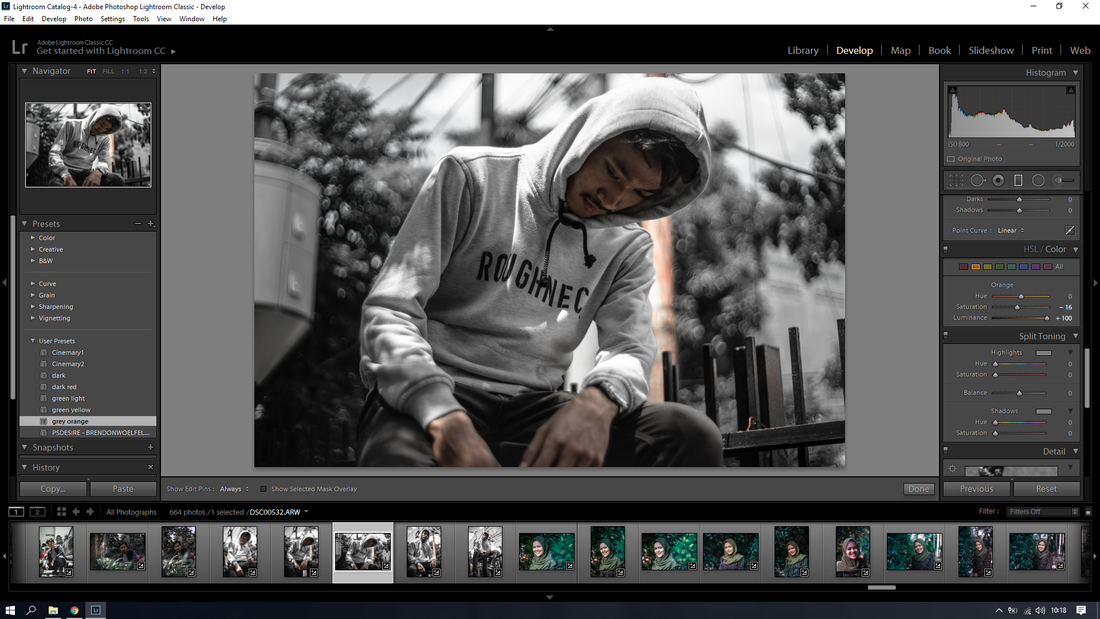 Lightroom Catalog-4 - Adobe Photoshop Lightroom Classic - Develop
File Edit Develop Photo Settings Tools View Window Help
Lr
Adobe Lightroom Classic CC
Get started with Lightroom CC
Library | Develop | Map | Book | Slideshow | Print | Web
Navigator FIT FILL 1:1 1:2
Histogram
ISO 800 1/2000
Original Photo
Presets
Color
Creative
B&W
Curve
Grain
Sharpening
Vignetting
User Presets
Cinemary1
Cinemary2
dark
dark red
green light
green yellow
grey orange
PSDESIRE - BRENDONWOELFEL...
Snapshots
History
Copy... Paste
ROUGHNEC
Darks 0
Shadows 0
Point Curve : Linear
HSL / Color
All
Orange
Hue 0
Saturation - 16
Luminance + 100
Split Toning
Highlights
Hue 0
Saturation 0
Balance 0
Shadows
Hue 0
Saturation 0
Detail
Previous Reset
Show Edit Pins : Always Show Selected Mask Overlay Done
1 2 All Photographs 664 photos / 1 selected / DSC00532.ARW Filter : Filters Off
10:18